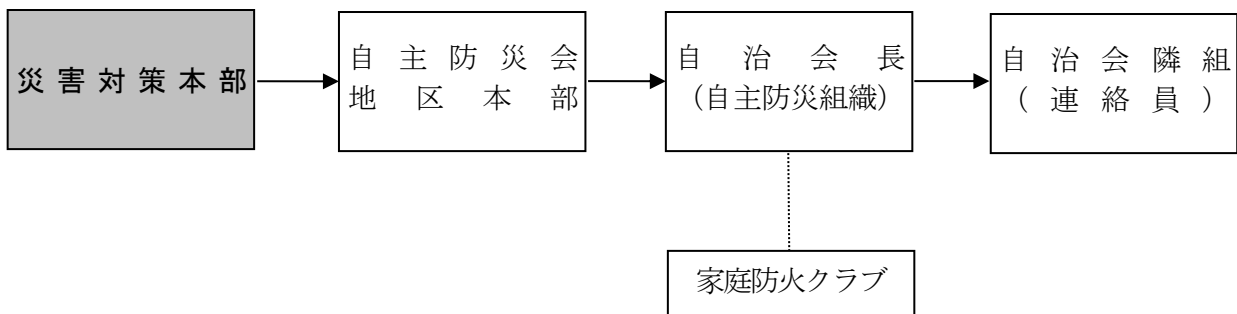 災害対策本部
自主防災会
地区本部
自治会長
(自主防災組織)
自治会隣組
(連絡員)
家庭防火クラブ